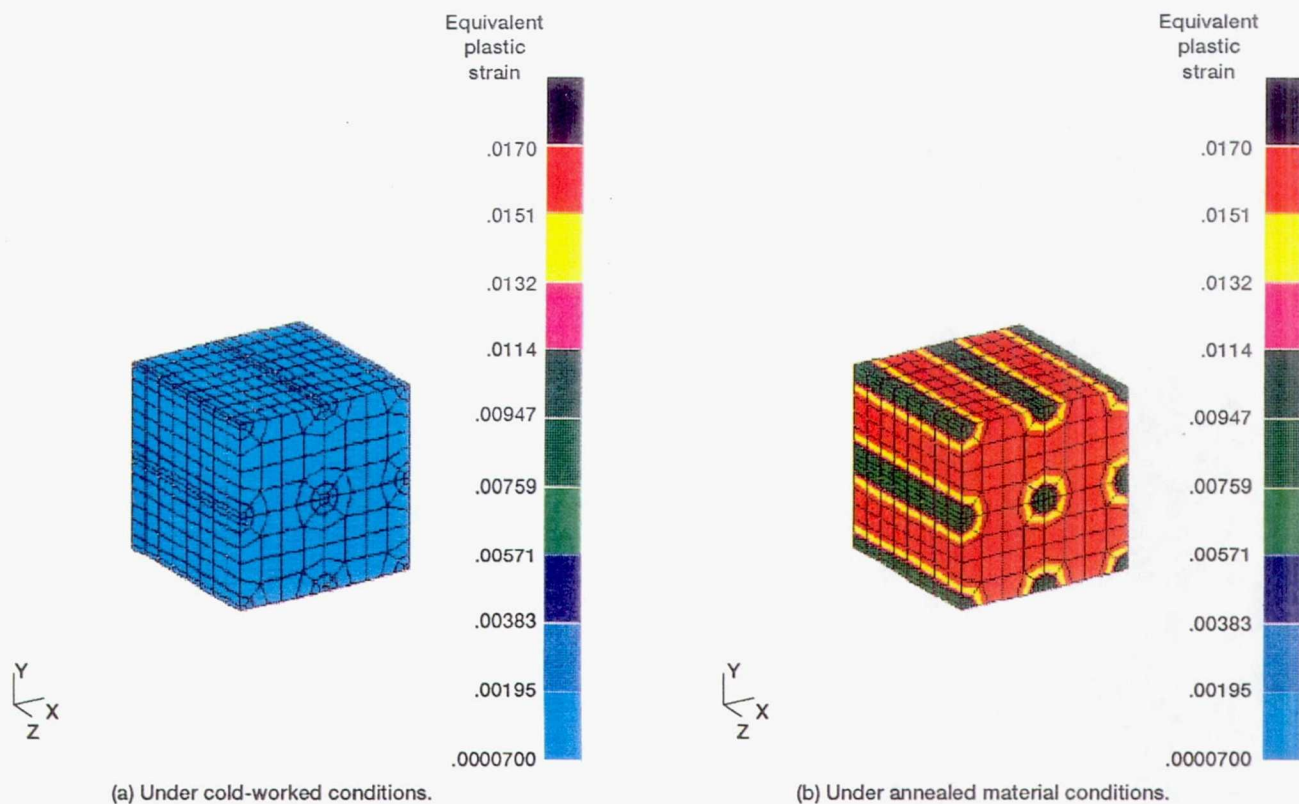 Equivalent
plastic
strain
.0170
.0151
.0132
.0114
.00947
.00759
.00571
.00383
.00195
.0000700
Y
X
Z
(a) Under cold-worked conditions.
Equivalent
plastic
strain
.0170
.0151
.0132
.0114
.00947
.00759
.00571
.00383
.00195
.0000700
Y
X
Z
(b) Under annealed material conditions.